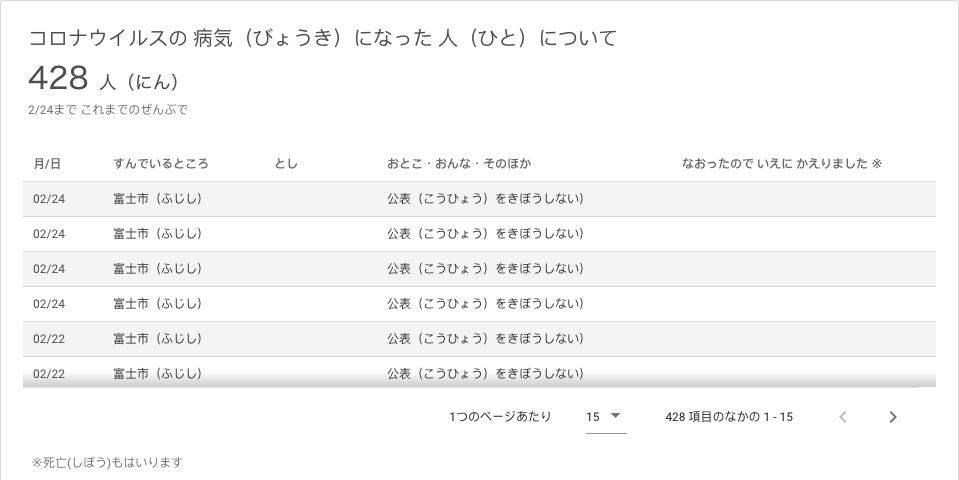 コロナウイルスの 病気（びょうき）になった 人（ひと）について
428 人（にん）
2/24まで これまでのぜんぶで
月/日 すんでいるところ とし おとこ・おんな・そのほか なおったので いえに かえりました ※
02/24 富士市（ふじし） 公表（こうひょう）をきぼうしない）
02/24 富士市（ふじし） 公表（こうひょう）をきぼうしない）
02/24 富士市（ふじし） 公表（こうひょう）をきぼうしない）
02/24 富士市（ふじし） 公表（こうひょう）をきぼうしない）
02/22 富士市（ふじし） 公表（こうひょう）をきぼうしない）
02/22 富士市（ふじし） 公表（こうひょう）をきぼうしない）
1つのページあたり 15 428 項目のなかの 1 - 15
※死亡(しぼう)もはいります